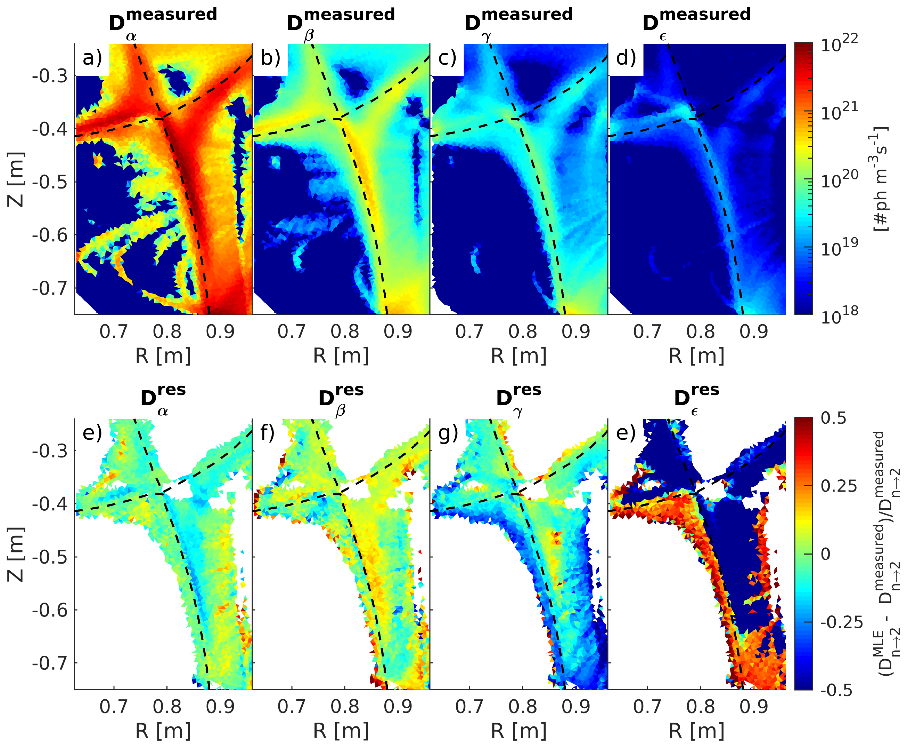 D_α^measured D_β^measured D_γ^measured D_ϵ^measured
a) b) c) d)
-0.3
-0.4
-0.5
-0.6
-0.7
Z [m]
0.7 0.8 0.9 0.7 0.8 0.9 0.7 0.8 0.9 0.7 0.8 0.9
R [m] R [m] R [m] R [m]
10^22
10^21
10^20
10^19
10^18
[#ph m^-3 s^-1]
D_α^res D_β^res D_γ^res D_ϵ^res
e) f) g) e)
-0.3
-0.4
-0.5
-0.6
-0.7
Z [m]
0.7 0.8 0.9 0.7 0.8 0.9 0.7 0.8 0.9 0.7 0.8 0.9
R [m] R [m] R [m] R [m]
0.5
0.25
0
-0.25
-0.5
(D_n→2^MLE - D_n→2^measured)/D_n→2^measured